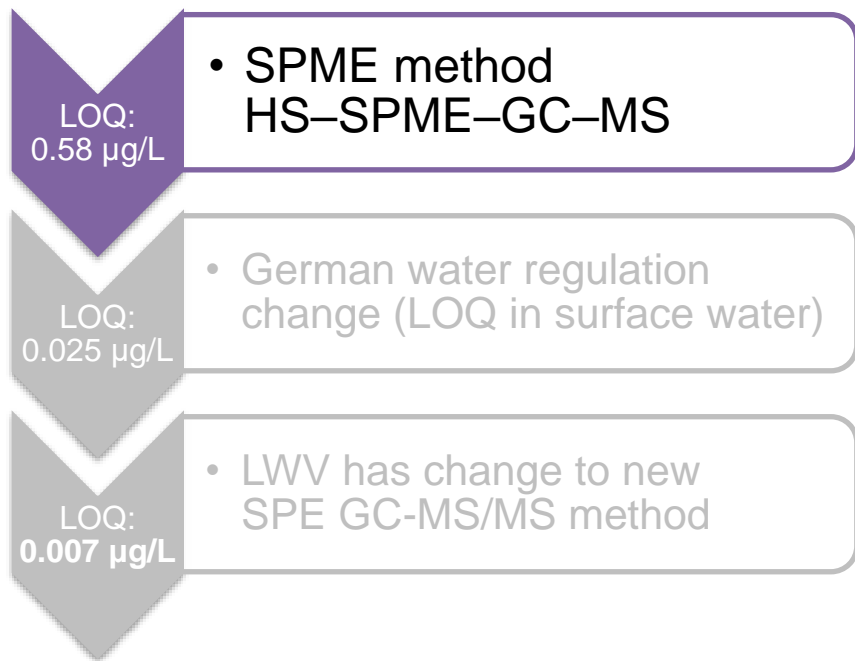 LOQ:
0.58 µg/L
• SPME method
HS–SPME–GC–MS
LOQ:
0.025 µg/L
• German water regulation
change (LOQ in surface water)
LOQ:
0.007 µg/L
• LWV has change to new
SPE GC-MS/MS method